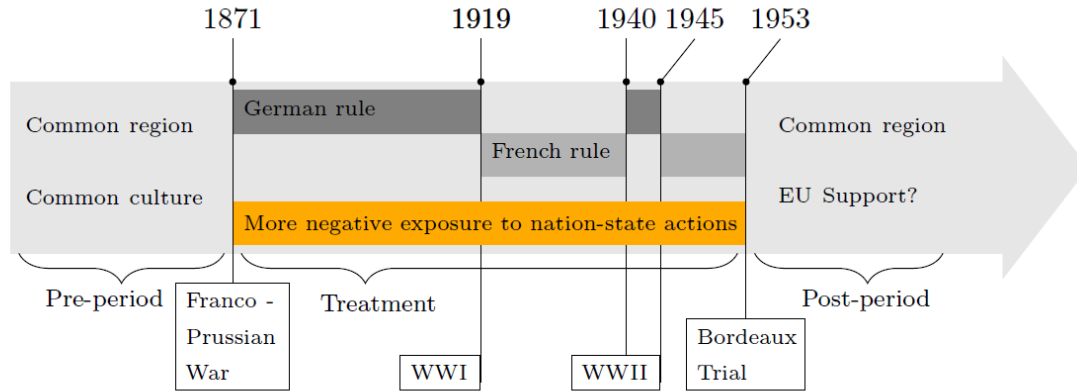 1871
1919
1940
1945
1953
German rule
Common region
French rule
Common region
Common culture
EU Support?
More negative exposure to nation-state actions
Pre-period
Treatment
Post-period
Franco -
Prussian
War
WWI
WWII
Bordeaux
Trial